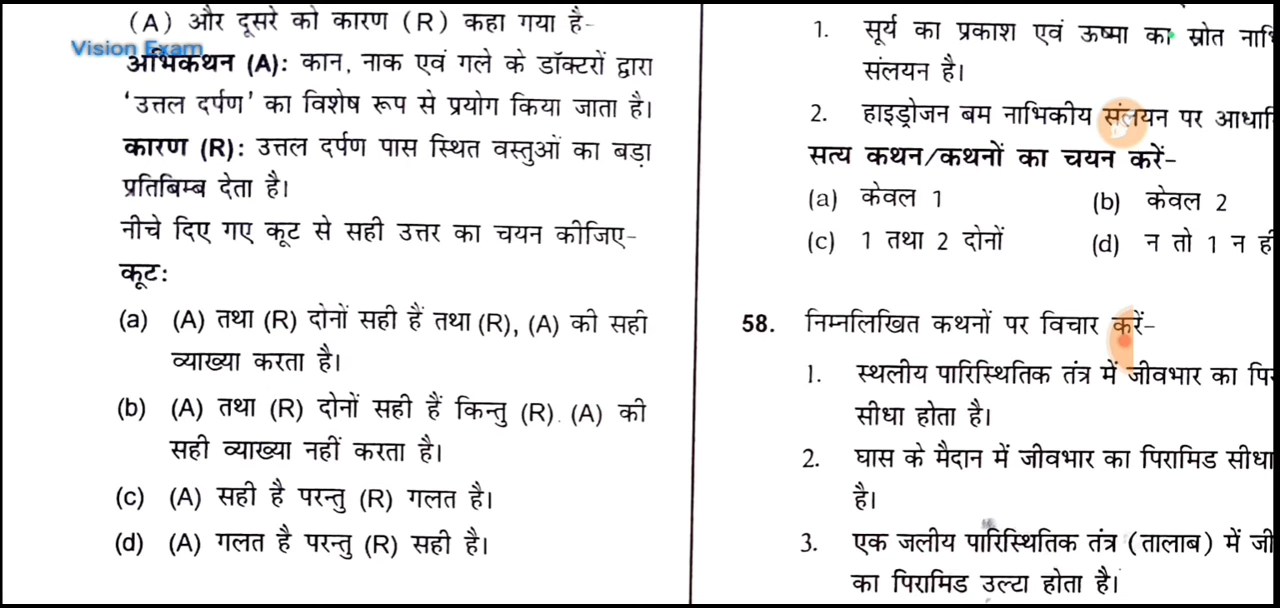 (A) और दूसरे को कारण (R) कहा गया है-
Vision Exam
अभिकथन (A): कान, नाक एवं गले के डॉक्टरों द्वारा
'उत्तल दर्पण' का विशेष रूप से प्रयोग किया जाता है।
कारण (R): उत्तल दर्पण पास स्थित वस्तुओं का बड़ा
प्रतिबिम्ब देता है।
नीचे दिए गए कूट से सही उत्तर का चयन कीजिए-
कूट:
(a) (A) तथा (R) दोनों सही हैं तथा (R), (A) की सही
व्याख्या करता है।
(b) (A) तथा (R) दोनों सही हैं किन्तु (R). (A) की
सही व्याख्या नहीं करता है।
(c) (A) सही है परन्तु (R) गलत है।
(d) (A) गलत है परन्तु (R) सही है।
1. सूर्य का प्रकाश एवं ऊष्मा का स्रोत
संलयन है।
2. हाइड्रोजन बम नाभिकीय संलयन पर
सत्य कथन/कथनों का चयन करें-
(a) केवल 1 (b) केवल 2
(c) 1 तथा 2 दोनों (d) न तो 1 न ही
58. निम्नलिखित कथनों पर विचार करें-
1. स्थलीय पारिस्थितिक तंत्र में जीवभार का
सीधा होता है।
2. घास के मैदान में जीवभार का पिरामिड सीधा
है।
3. एक जलीय पारिस्थितिक तंत्र (तालाब) में
का पिरामिड उल्टा होता है।